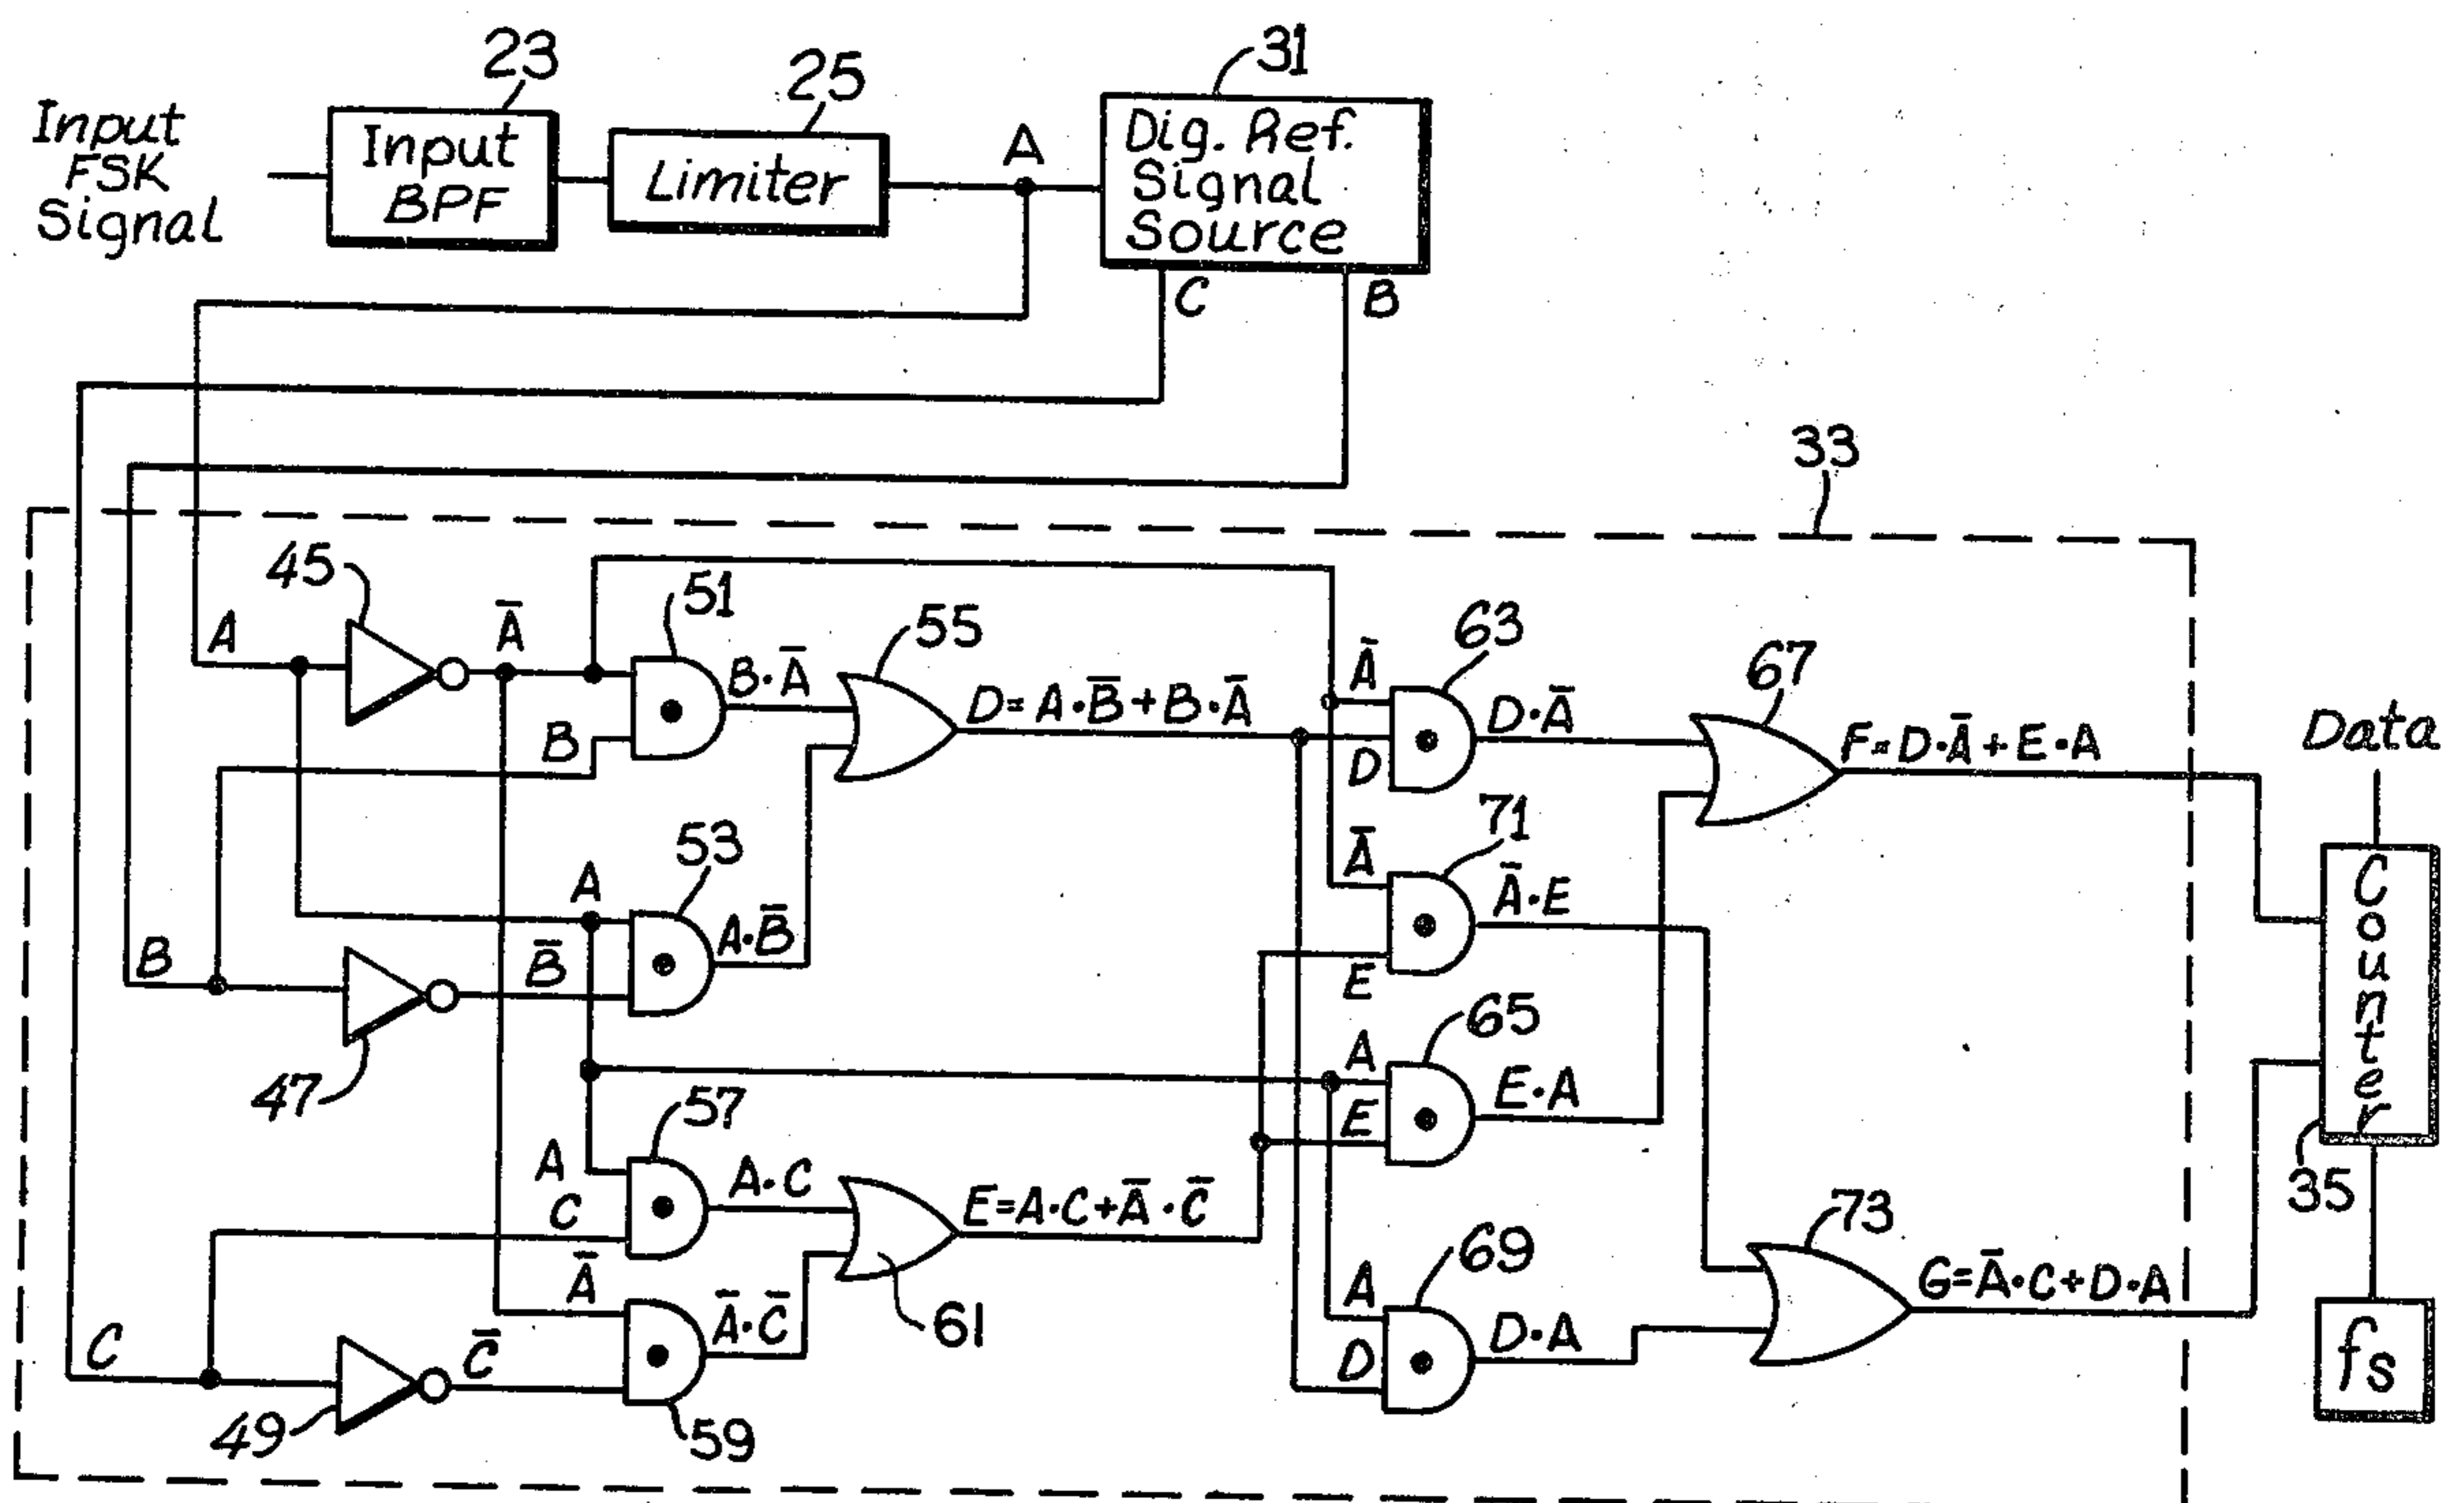 Input
FSK
Signal
23
Input
BPF
25
Limiter
A
31
Dig. Ref.
Signal
Source
C
B
33
45
A
Ā
51
B·Ā
B
55
D=A·B̄+B·Ā
Ā
D
63
D·Ā
67
F=D·Ā+E·A
Data
53
A
B̄
A·B̄
B
47
Ā
E
71
Ā·E
Counter
35
A
E
65
E·A
57
A
C
A·C
E=A·C+Ā·C̄
61
Ā
C̄
Ā·C̄
59
C
49
A
D
69
D·A
73
G=Ā·C+D·A
fs